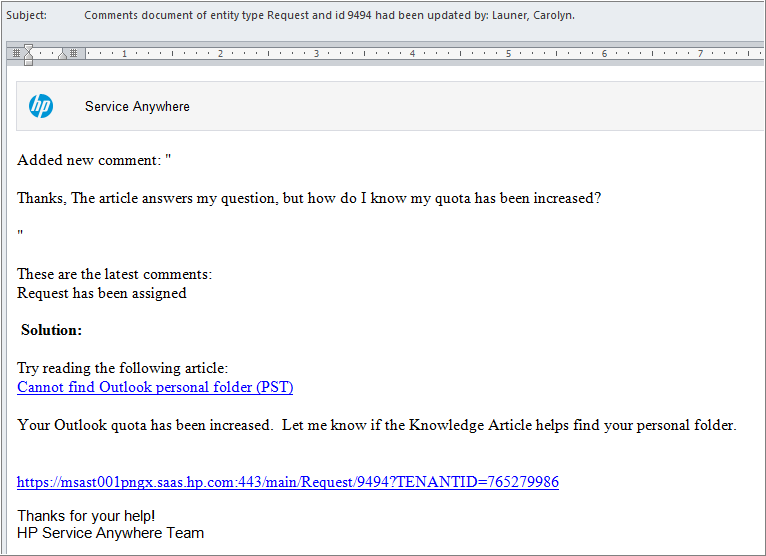 Subject: Comments document of entity type Request and id 9494 had been updated by: Launer, Carolyn.
1 2 3 4 5 6 7
hp Service Anywhere
Added new comment: "
Thanks, The article answers my question, but how do I know my quota has been increased?
"
These are the latest comments:
Request has been assigned
Solution:
Try reading the following article:
Cannot find Outlook personal folder (PST)
Your Outlook quota has been increased.  Let me know if the Knowledge Article helps find your personal folder.
https://msast001pngx.saas.hp.com:443/main/Request/9494?TENANTID=765279986
Thanks for your help!
HP Service Anywhere Team